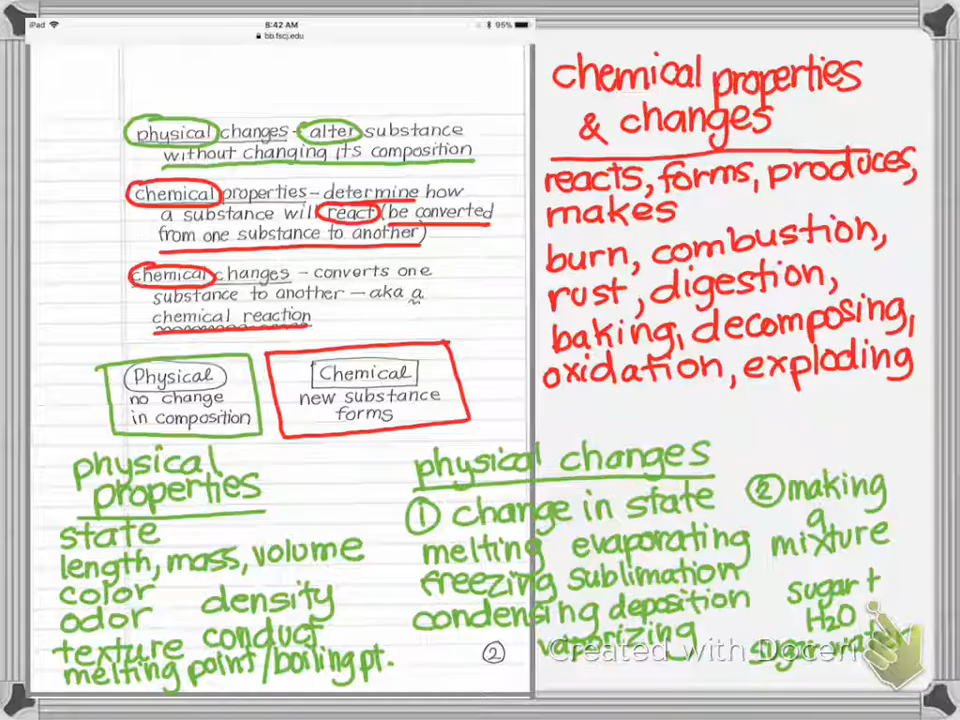 iPad 8:42 AM 95%
bb.fscj.edu
physical changes - alter substance
without changing its composition
chemical properties - determine how
a substance will react (be converted
from one substance to another)
chemical changes - converts one
substance to another - aka a
chemical reaction
Physical
no change
in composition
Chemical
new substance
forms
chemical properties
& changes
reacts, forms, produces,
makes
burn, combustion,
rust, digestion,
baking, decomposing,
oxidation, exploding
physical
properties
state
length, mass, volume
color
odor density
texture conduct
melting point/boiling pt.
physical changes
① change in state
melting evaporating
freezing sublimation
condensing deposition
vaporizing
② making
a
mixture
sugar +
H2O
②
Created with Doceri